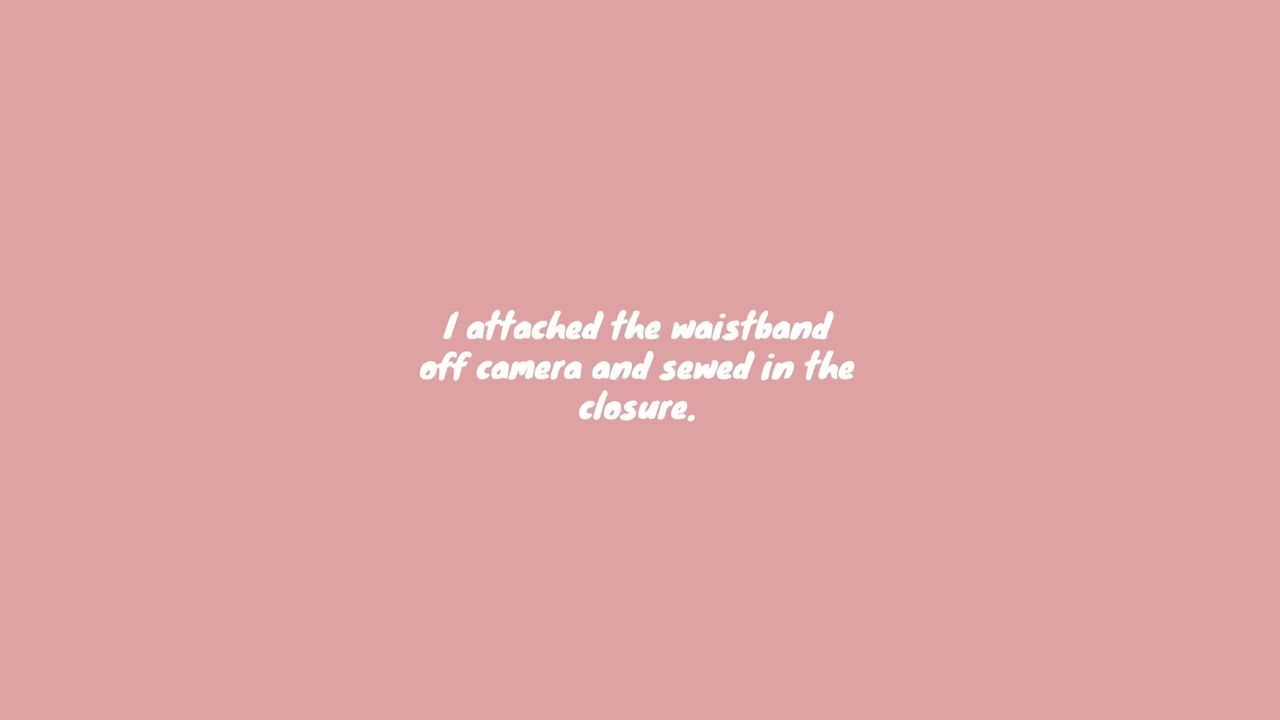 I attached the waistband
off camera and sewed in the
closure.